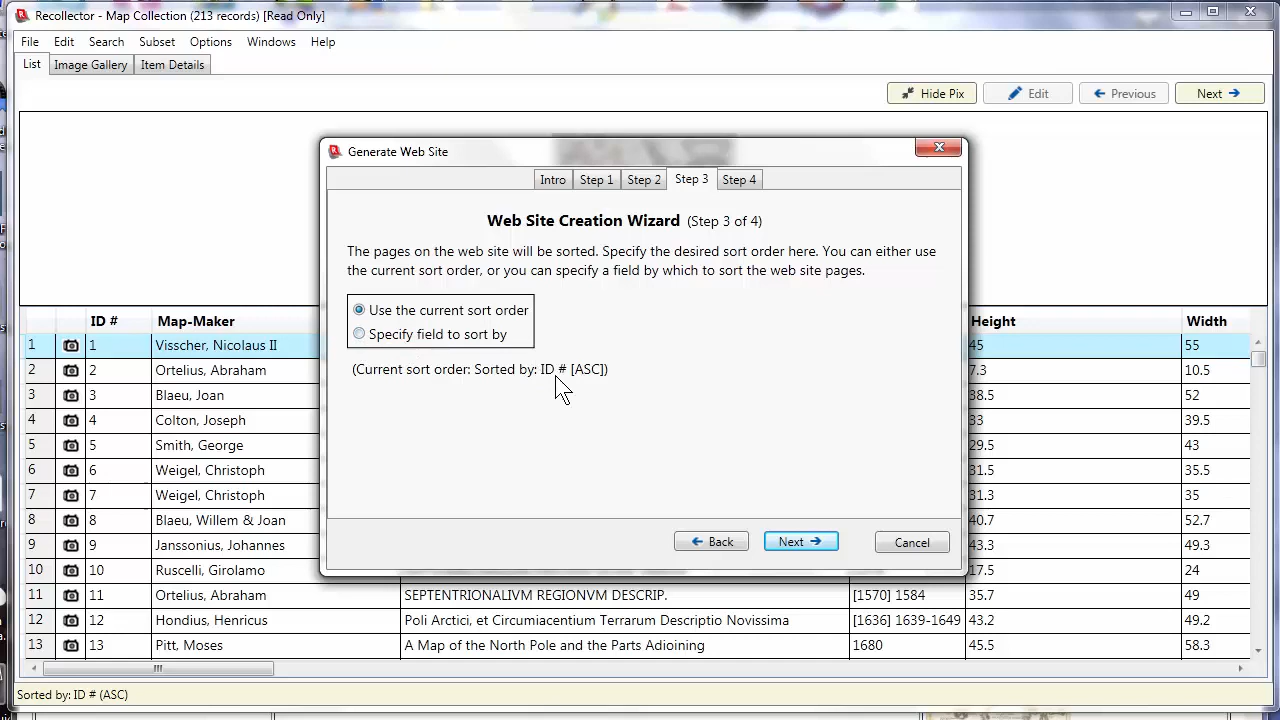 Recollector - Map Collection (213 records) [Read Only]
File Edit Search Subset Options Windows Help
List Image Gallery Item Details
Hide Pix Edit Previous Next
Generate Web Site
Intro Step 1 Step 2 Step 3 Step 4
Web Site Creation Wizard (Step 3 of 4)
The pages on the web site will be sorted. Specify the desired sort order here. You can either use
the current sort order, or you can specify a field by which to sort the web site pages.
Use the current sort order
Specify field to sort by
(Current sort order: Sorted by: ID # [ASC])
Back Next Cancel
ID # Map-Maker Height Width
1 1 Visscher, Nicolaus II 45 55
2 2 Ortelius, Abraham 7.3 10.5
3 3 Blaeu, Joan 38.5 52
4 4 Colton, Joseph 33 39.5
5 5 Smith, George 29.5 43
6 6 Weigel, Christoph 31.5 35.5
7 7 Weigel, Christoph 31.3 35
8 8 Blaeu, Willem & Joan 40.7 52.7
9 9 Janssonius, Johannes 43.3 49.3
10 10 Ruscelli, Girolamo 17.5 24
11 11 Ortelius, Abraham SEPTENTRIONALIVM REGIONVM DESCRIP. [1570] 1584 35.7 49
12 12 Hondius, Henricus Poli Arctici, et Circumiacentium Terrarum Descriptio Novissima [1636] 1639-1649 43.2 49.2
13 13 Pitt, Moses A Map of the North Pole and the Parts Adioining 1680 45.5 58.3
Sorted by: ID # (ASC)